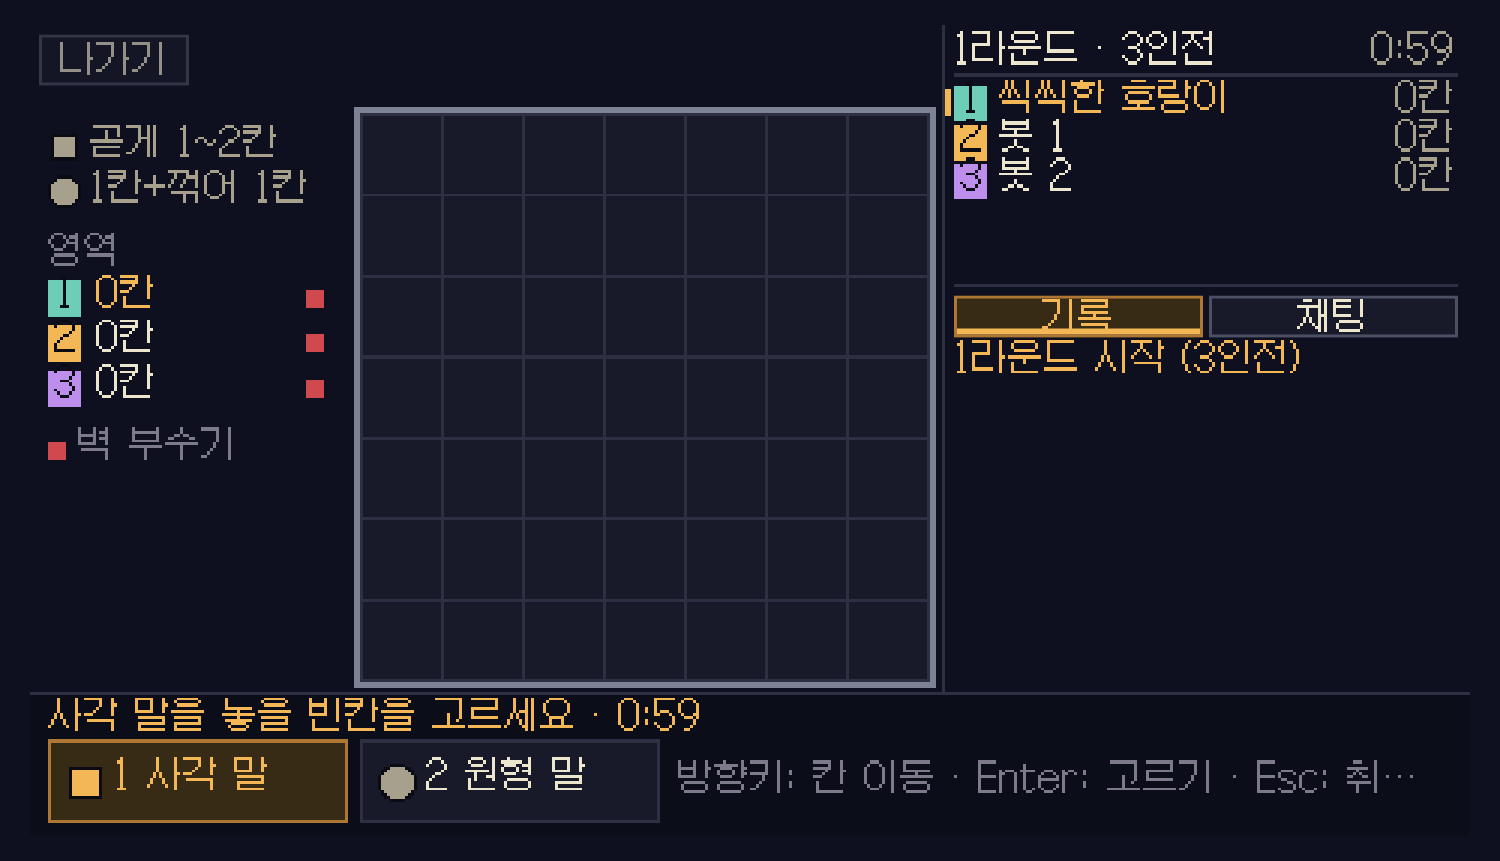 나가기
곧게 1~2칸
1칸+꺾어 1칸
영역
1 0칸
2 0칸
3 0칸
벽 부수기
1라운드 · 3인전 0:59
1 씩씩한 호랑이 0칸
2 봇 1 0칸
3 봇 2 0칸
기록 채팅
1라운드 시작 (3인전)
사각 말을 놓을 빈칸을 고르세요 · 0:59
1 사각 말 2 원형 말 방향키: 칸 이동 · Enter: 고르기 · Esc: 취…